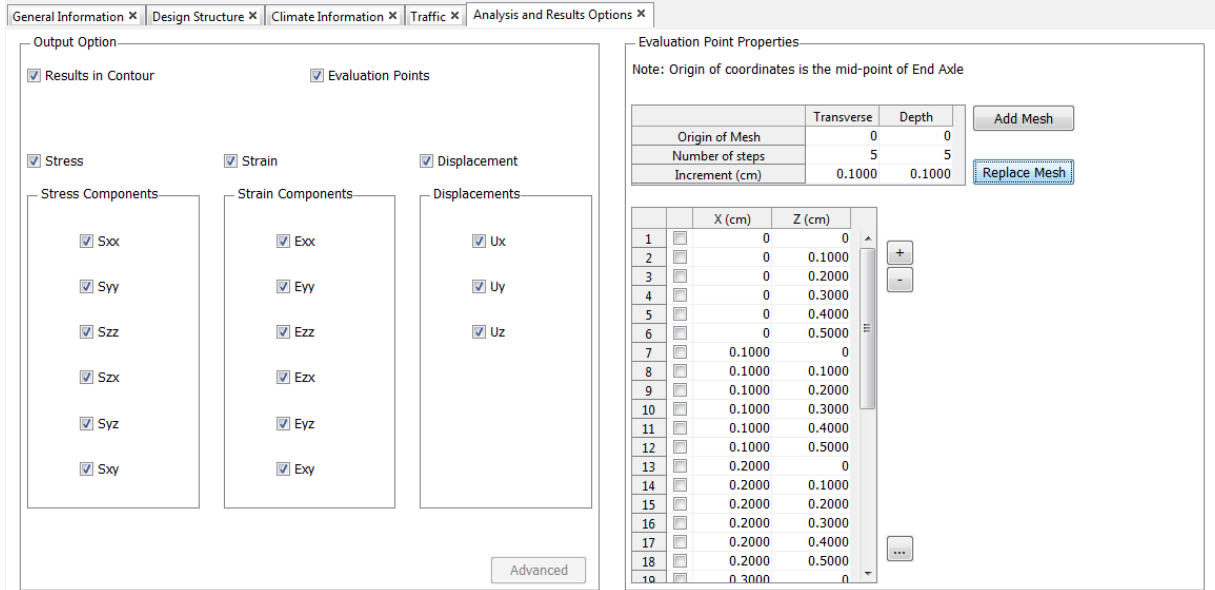 General Information × Design Structure × Climate Information × Traffic × Analysis and Results Options ×
Output Option
Results in Contour Evaluation Points
Stress Strain Displacement
Stress Components Strain Components Displacements
Sxx Exx Ux
Syy Eyy Uy
Szz Ezz Uz
Szx Ezx
Syz Eyz
Sxy Exy
Advanced
Evaluation Point Properties
Note: Origin of coordinates is the mid-point of End Axle
Transverse Depth
Origin of Mesh 0 0
Number of steps 5 5
Increment (cm) 0.1000 0.1000
Add Mesh
Replace Mesh
X (cm) Z (cm)
1 0 0
2 0 0.1000
3 0 0.2000
4 0 0.3000
5 0 0.4000
6 0 0.5000
7 0.1000 0
8 0.1000 0.1000
9 0.1000 0.2000
10 0.1000 0.3000
11 0.1000 0.4000
12 0.1000 0.5000
13 0.2000 0
14 0.2000 0.1000
15 0.2000 0.2000
16 0.2000 0.3000
17 0.2000 0.4000
18 0.2000 0.5000
19 0.3000 0
+
-
...